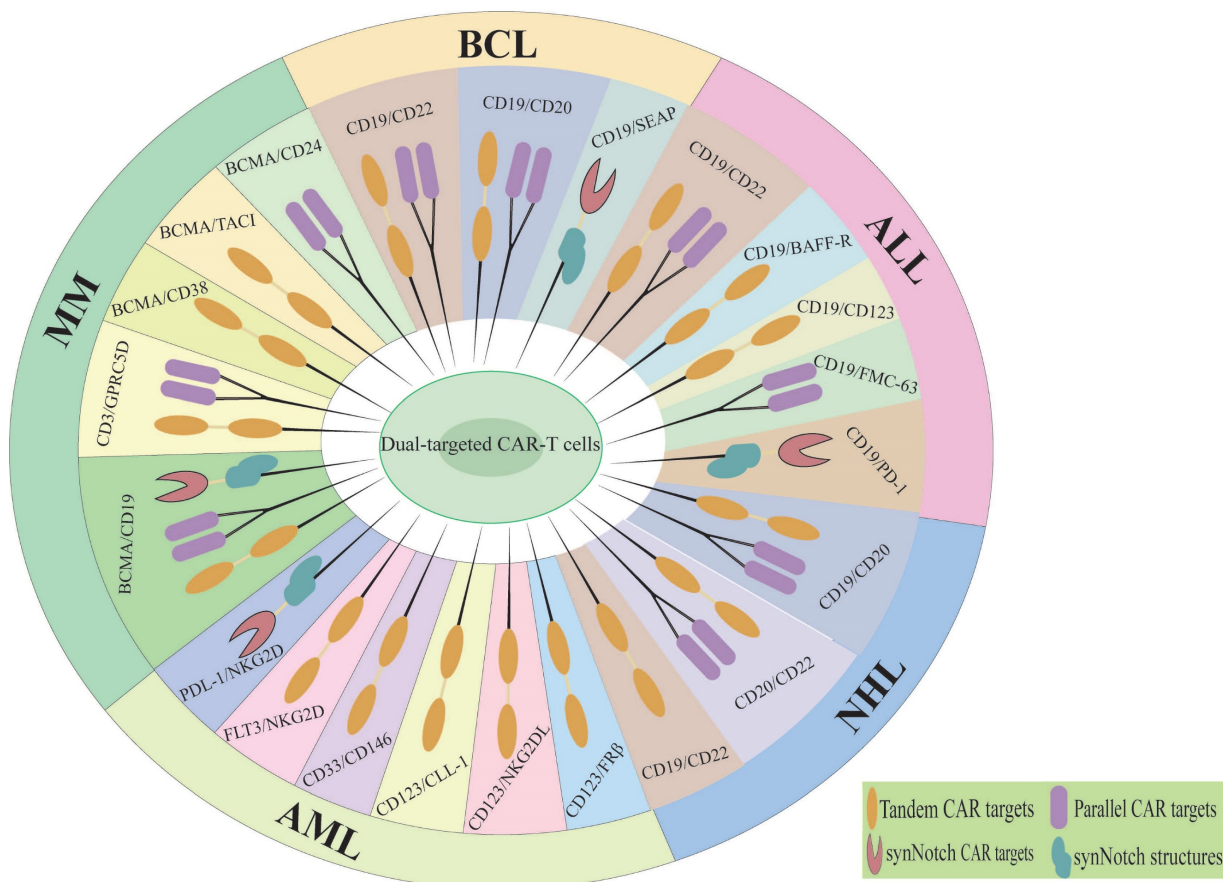 BCL
CD19/CD22
CD19/CD20
CD19/SEAP
ALL
CD19/CD22
CD19/BAFF-R
CD19/CD123
CD19/FMC-63
CD19/PD-1
NHL
CD19/CD20
CD20/CD22
CD19/CD22
AML
CD123/FRβ
CD123/NKG2DL
CD123/CLL-1
CD33/CD146
FLT3/NKG2D
PDL-1/NKG2D
MM
BCMA/CD19
CD3/GPRC5D
BCMA/CD38
BCMA/TACI
BCMA/CD24
Dual-targeted CAR-T cells
Tandem CAR targets
Parallel CAR targets
synNotch CAR targets
synNotch structures